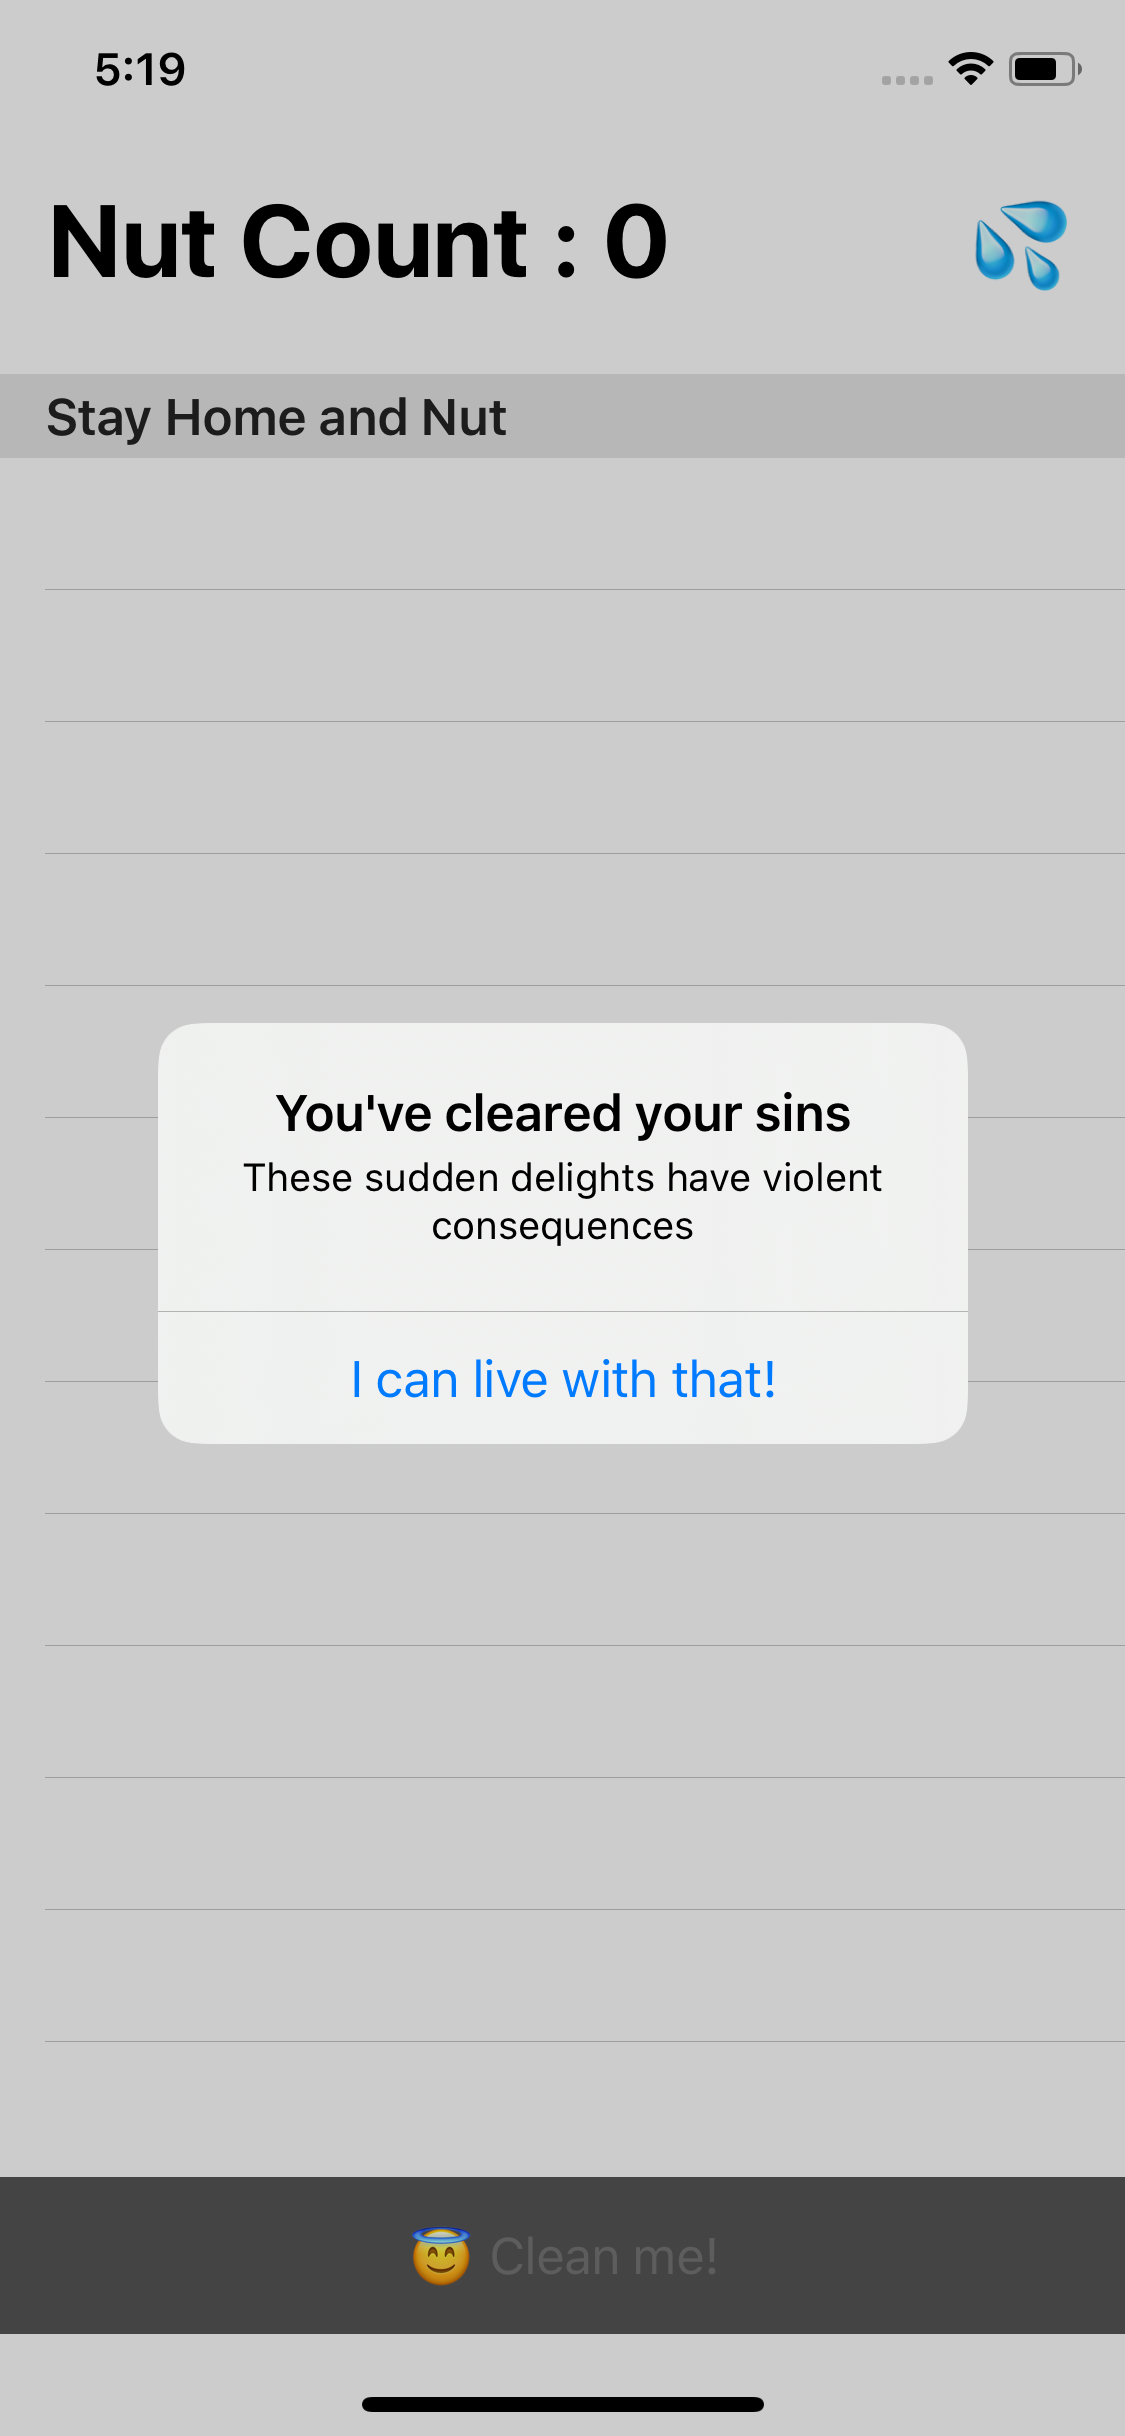 5:19
Nut Count : 0 💦
Stay Home and Nut
You've cleared your sins
These sudden delights have violent
consequences
I can live with that!
😇 Clean me!